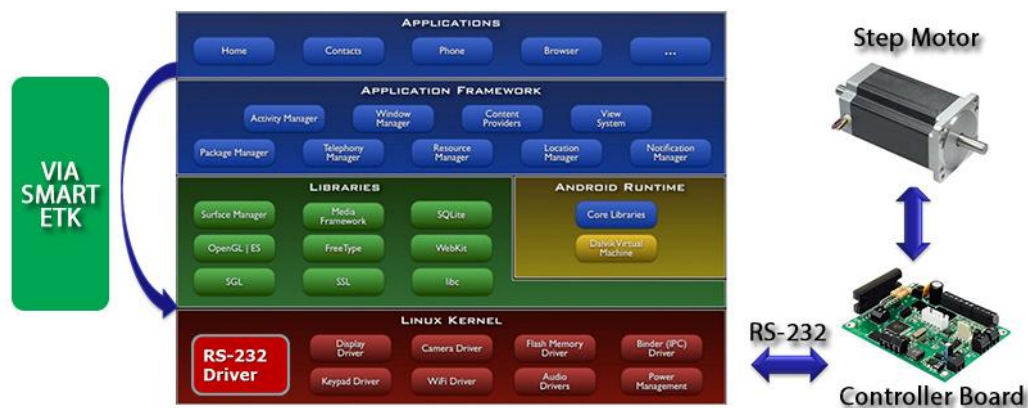 VIA
SMART
ETK
APPLICATIONS
Home
Contacts
Phone
Browser
...
APPLICATION FRAMEWORK
Activity Manager
Window
Manager
Content
Providers
View
System
Package Manager
Telephony
Manager
Resource
Manager
Location
Manager
Notification
Manager
LIBRARIES
Surface Manager
Media
Framework
SQLite
OpenGL | ES
FreeType
WebKit
SGL
SSL
libc
ANDROID RUNTIME
Core Libraries
Dalvik Virtual
Machine
LINUX KERNEL
RS-232
Driver
Display
Driver
Camera Driver
Flash Memory
Driver
Binder (IPC)
Driver
Keypad Driver
WiFi Driver
Audio
Drivers
Power
Management
Step Motor
RS-232
Controller Board